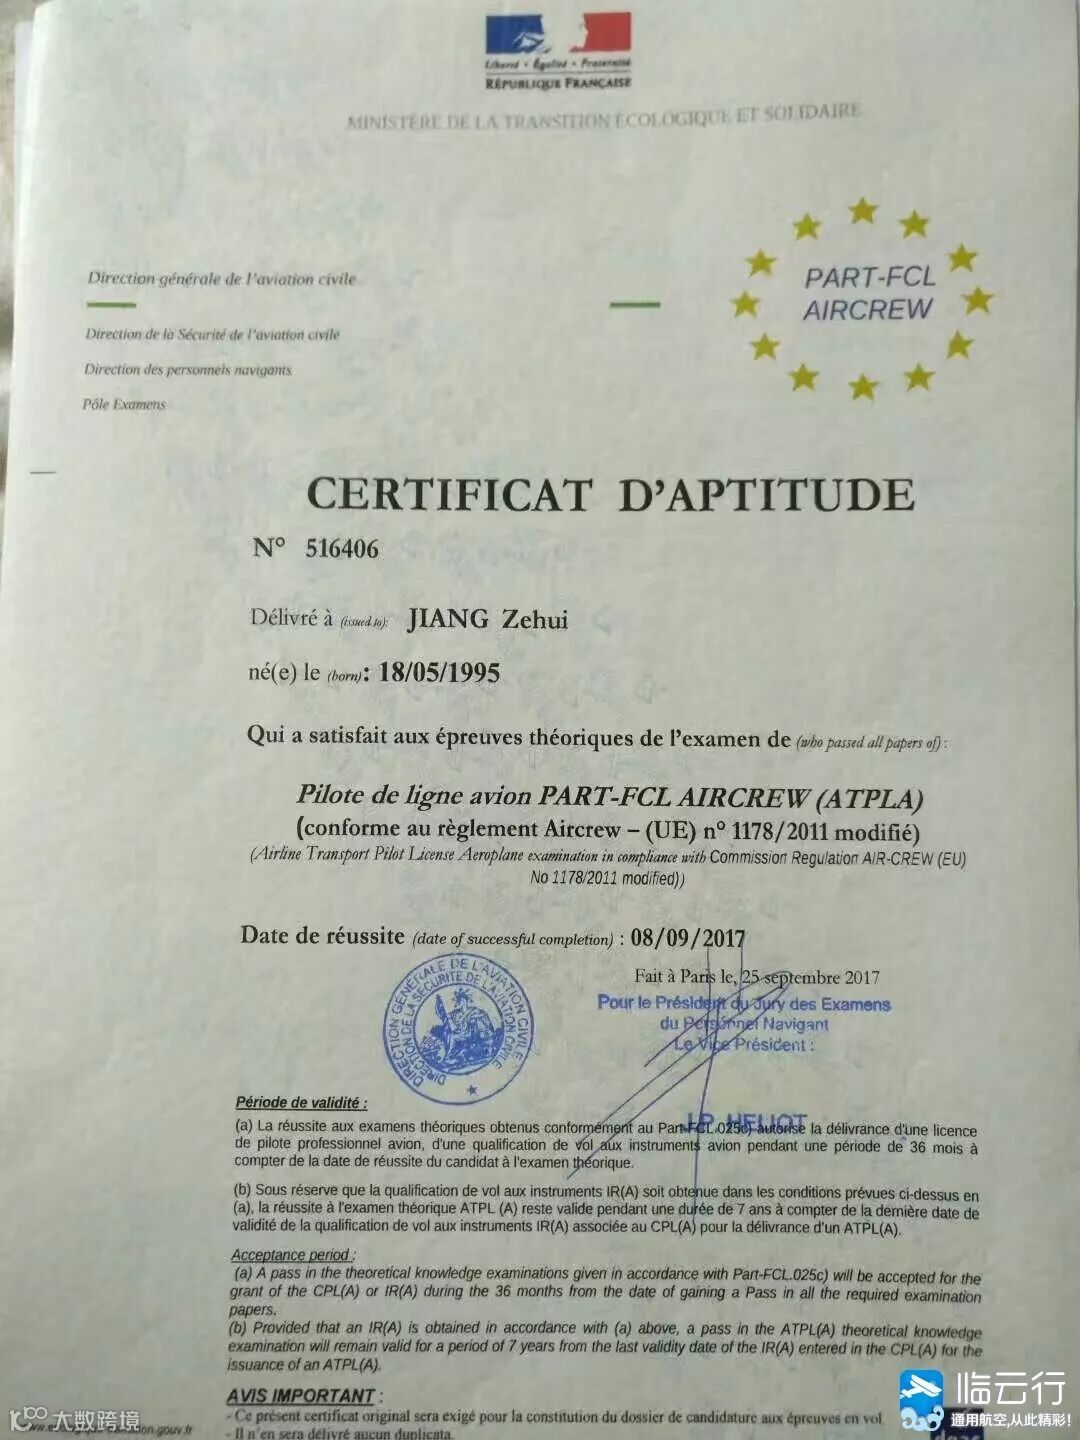 Liberté • Égalité • Fraternité
RÉPUBLIQUE FRANÇAISE
MINISTÈRE DE LA TRANSITION ÉCOLOGIQUE ET SOLIDAIRE
Direction générale de l'aviation civile
Direction de la Sécurité de l'aviation civile
Direction des personnels navigants
Pôle Examens
PART-FCL
AIRCREW
CERTIFICAT D'APTITUDE
N° 516406
Délivré à (issued to): JIANG Zehui
né(e) le (born): 18/05/1995
Qui a satisfait aux épreuves théoriques de l'examen de (who passed all papers of) :
Pilote de ligne avion PART-FCL AIRCREW (ATPLA)
(conforme au règlement Aircrew – (UE) n° 1178/2011 modifié)
(Airline Transport Pilot License Aeroplane examination in compliance with Commission Regulation AIR-CREW (EU)
No 1178/2011 modified))
Date de réussite (date of successful completion) : 08/09/2017
Fait à Paris le, 25 septembre 2017
Pour le Président du Jury des Examens
du Personnel Navigant
Le Vice Président :
J.P. HELIOT
DIRECTION GÉNÉRALE DE L'AVIATION CIVILE
DIRECTION DE LA SÉCURITÉ DE L'AVIATION CIVILE
Période de validité :
(a) La réussite aux examens théoriques obtenus conformément au Part-FCL.025c) autorise la délivrance d'une licence
de pilote professionnel avion, d'une qualification de vol aux instruments avion pendant une période de 36 mois à
compter de la date de réussite du candidat à l'examen théorique.
(b) Sous réserve que la qualification de vol aux instruments IR(A) soit obtenue dans les conditions prévues ci-dessus en
(a), la réussite à l'examen théorique ATPL (A) reste valide pendant une durée de 7 ans à compter de la dernière date de
validité de la qualification de vol aux instruments IR(A) associée au CPL(A) pour la délivrance d'un ATPL(A).
Acceptance period :
(a) A pass in the theoretical knowledge examinations given in accordance with Part-FCL.025c) will be accepted for the
grant of the CPL(A) or IR(A) during the 36 months from the date of gaining a Pass in all the required examination
papers.
(b) Provided that an IR(A) is obtained in accordance with (a) above, a pass in the ATPL(A) theoretical knowledge
examination will remain valid for a period of 7 years from the last validity date of the IR(A) entered in the CPL(A) for the
issuance of an ATPL(A).
AVIS IMPORTANT :
- Ce présent certificat original sera exigé pour la constitution du dossier de candidature aux épreuves en vol
- Il n'en sera délivré aucun duplicata.
大数跨境
临云行
通用航空,从此精彩!